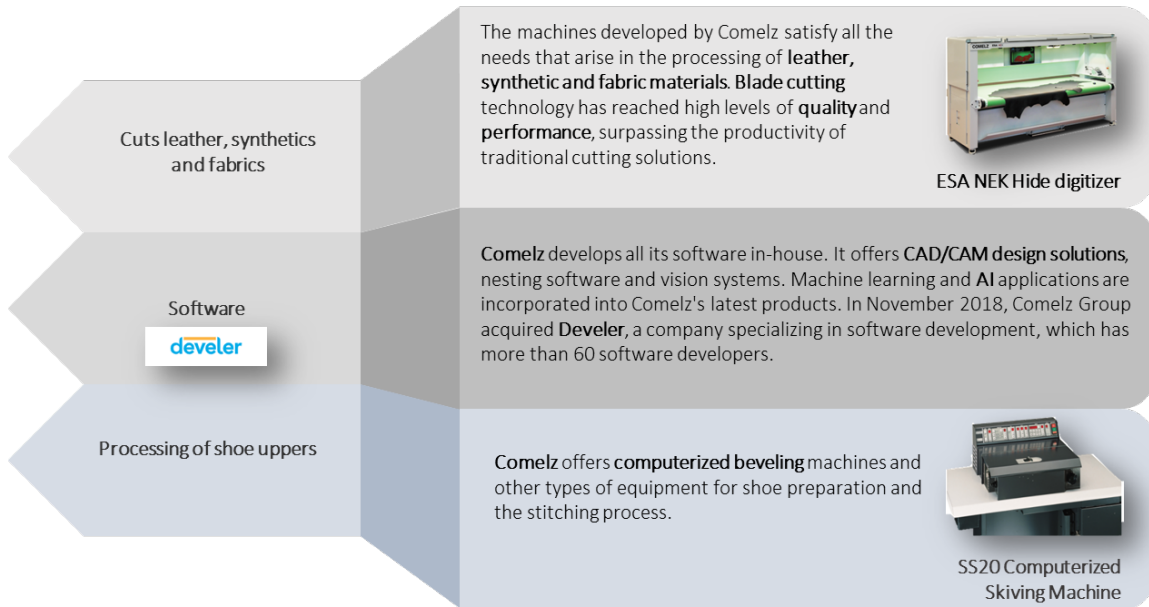 Cuts leather, synthetics
and fabrics
The machines developed by Comelz satisfy all the
needs that arise in the processing of leather,
synthetic and fabric materials. Blade cutting
technology has reached high levels of quality and
performance, surpassing the productivity of
traditional cutting solutions.
COMELZ
ESA NEK Hide digitizer
Software
develer
Comelz develops all its software in-house. It offers CAD/CAM design solutions,
nesting software and vision systems. Machine learning and AI applications are
incorporated into Comelz's latest products. In November 2018, Comelz Group
acquired Develer, a company specializing in software development, which has
more than 60 software developers.
Processing of shoe uppers
Comelz offers computerized beveling machines and
other types of equipment for shoe preparation and
the stitching process.
SS20 Computerized
Skiving Machine